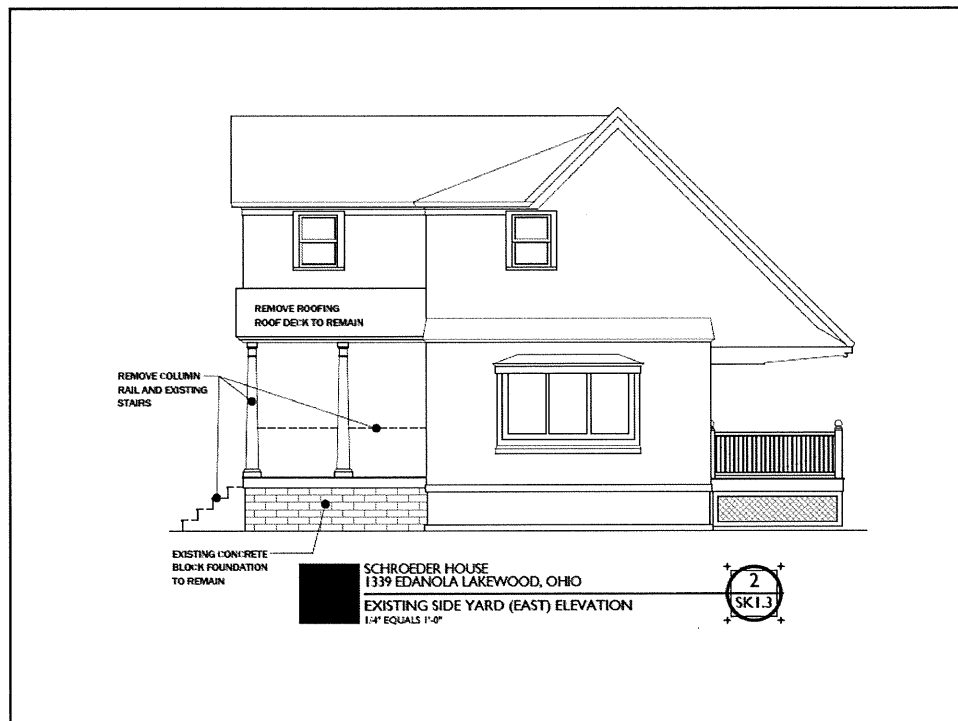 REMOVE ROOFING
ROOF DECK TO REMAIN
REMOVE COLUMN
RAIL AND EXISTING
STAIRS
EXISTING CONCRETE
BLOCK FOUNDATION
TO REMAIN
SCHROEDER HOUSE
1339 EDANOLA LAKEWOOD, OHIO
EXISTING SIDE YARD (EAST) ELEVATION
1/4" EQUALS 1'-0"
2
SK1.3